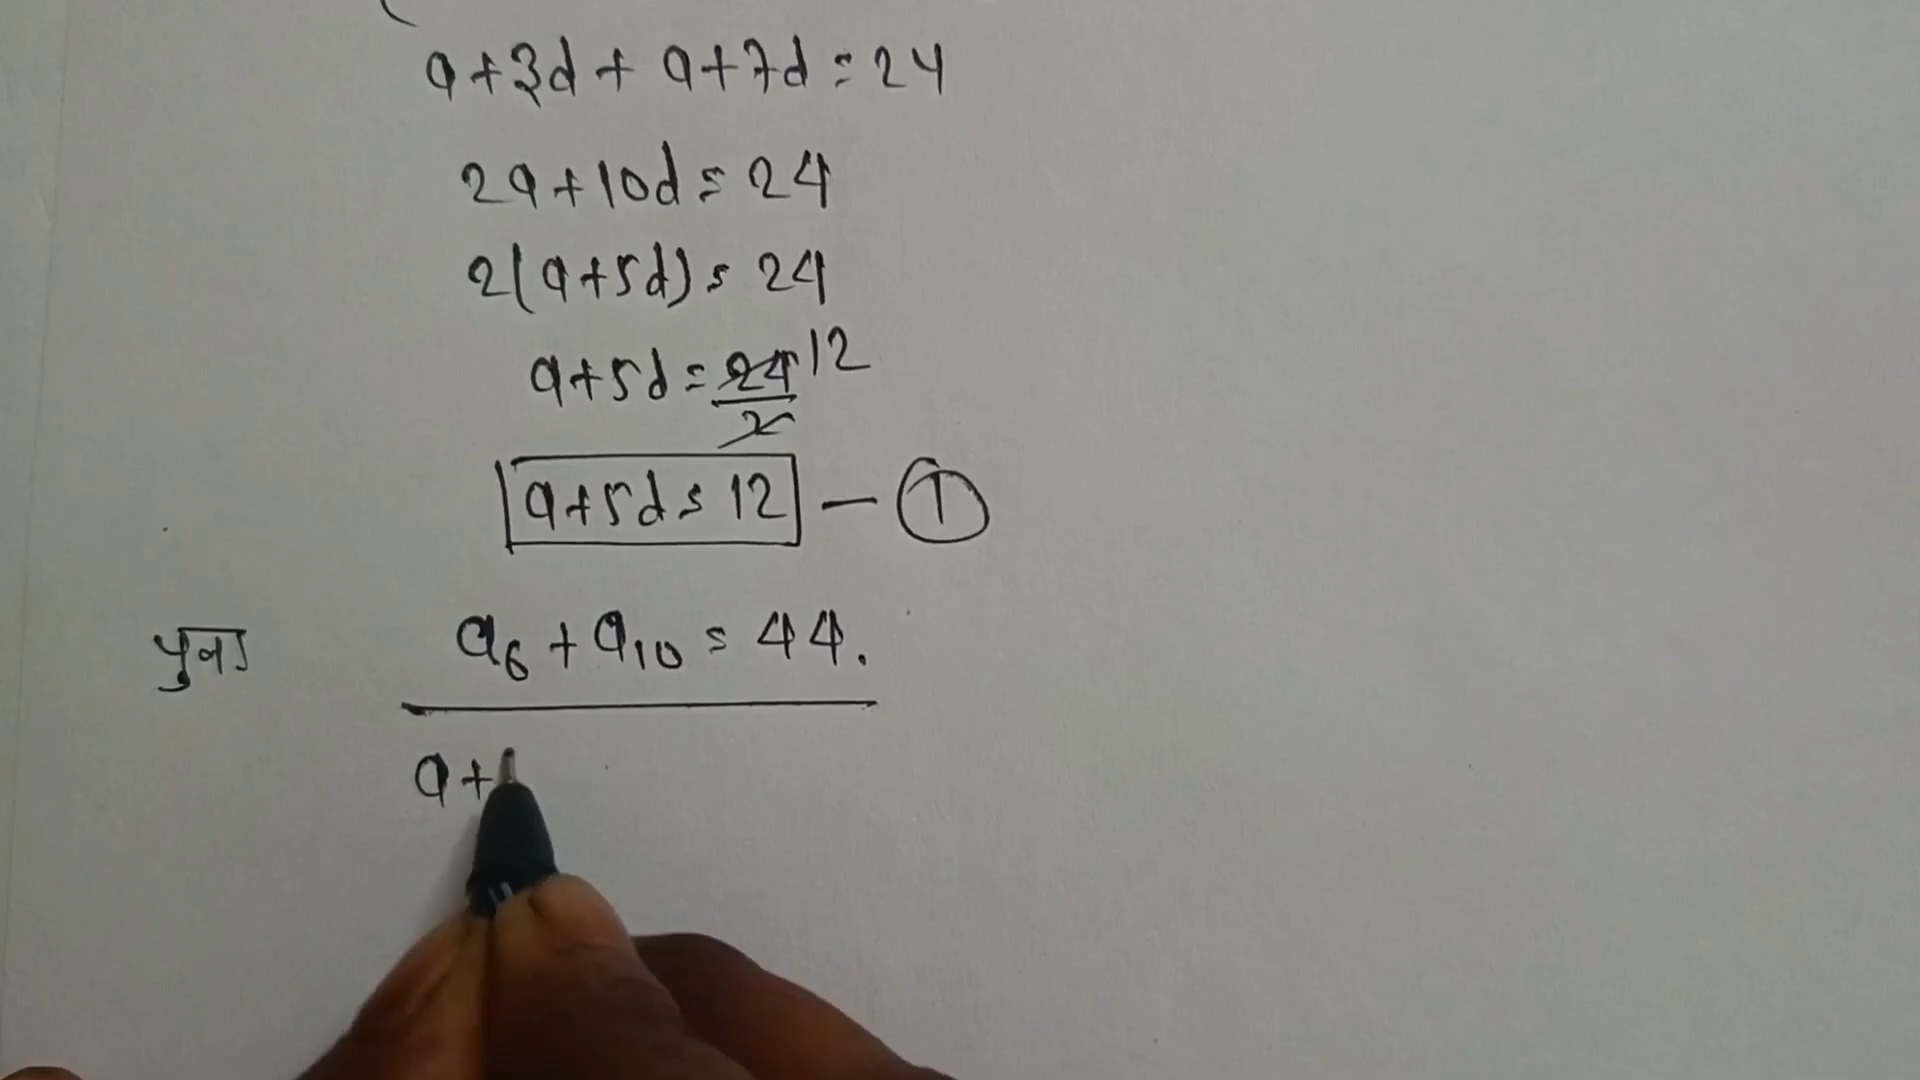 a+3d + a+7d = 24
2a+10d = 24
2(a+5d) = 24
a+5d = 24/2 12
a+5d = 12 — 1
पुनः a6 + a10 = 44.
a+